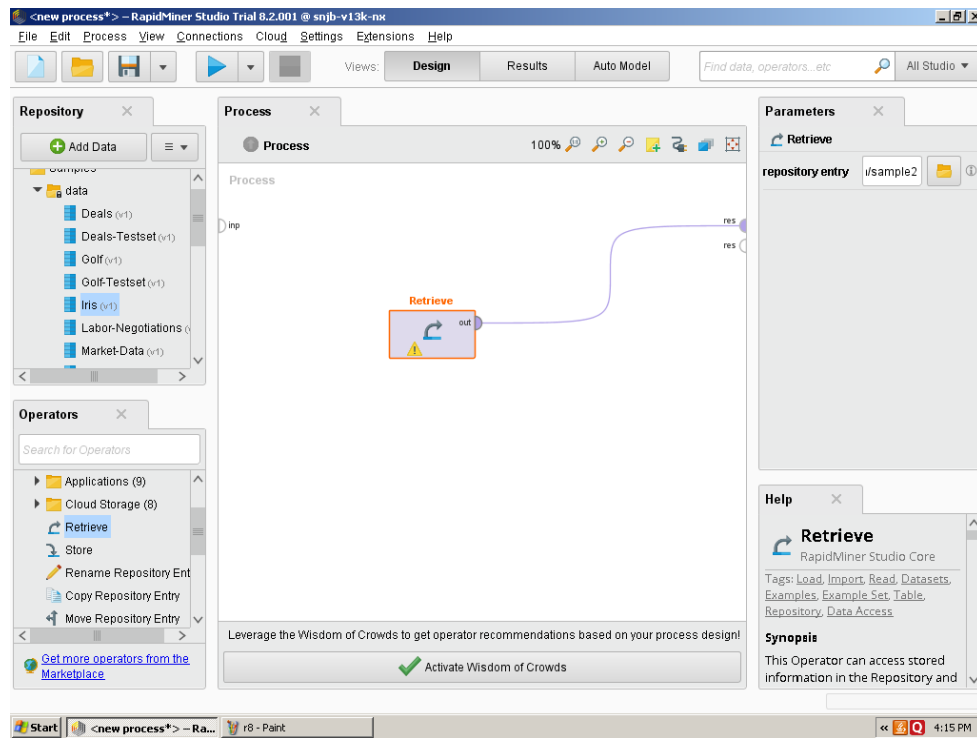 <new process*> – RapidMiner Studio Trial 8.2.001 @ snjb-v13k-nx
File Edit Process View Connections Cloud Settings Extensions Help
Views: Design Results Auto Model Find data, operators...etc All Studio
Repository
Add Data
Samples
data
Deals (v1)
Deals-Testset (v1)
Golf (v1)
Golf-Testset (v1)
Iris (v1)
Labor-Negotiations (
Market-Data (v1)
Operators
Search for Operators
Applications (9)
Cloud Storage (8)
Retrieve
Store
Rename Repository Ent
Copy Repository Entry
Move Repository Entry
Get more operators from the
Marketplace
Process
Process 100%
Process
inp
res
res
Retrieve
out
Leverage the Wisdom of Crowds to get operator recommendations based on your process design!
Activate Wisdom of Crowds
Parameters
Retrieve
repository entry /sample2
Help
Retrieve
RapidMiner Studio Core
Tags: Load, Import, Read, Datasets,
Examples, Example Set, Table,
Repository, Data Access
Synopsis
This Operator can access stored
information in the Repository and
Start <new process*> – Ra... r8 - Paint « 4:15 PM